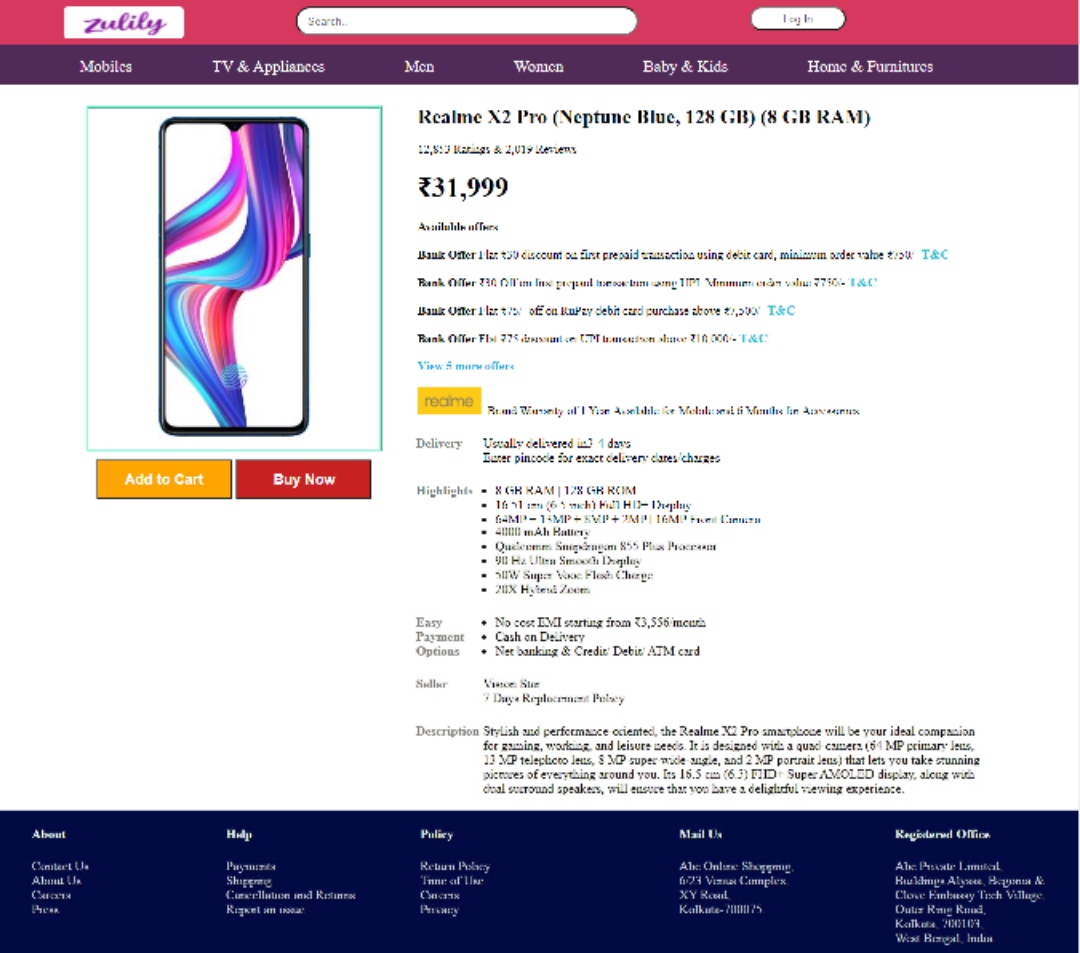 zulily
Search..
Log In
Mobiles
TV & Appliances
Men
Women
Baby & Kids
Home & Furnitures
Realme X2 Pro (Neptune Blue, 128 GB) (8 GB RAM)
12,853 Ratings & 2,019 Reviews
₹31,999
Available offers
Bank Offer Flat ₹30 discount on first prepaid transaction using debit card, minimum order value ₹750/- T&C
Bank Offer ₹30 Off on first prepaid transaction using UPI. Minimum order value ₹750/- T&C
Bank Offer Flat ₹75/- off on RuPay debit card purchase above ₹7,500/- T&C
Bank Offer Flat ₹75 discount on UPI transaction above ₹10,000/- T&C
View 5 more offers
realme
Brand Warranty of 1 Year Available for Mobile and 6 Months for Accessories
Add to Cart
Buy Now
Delivery
Usually delivered in3-4 days
Enter pincode for exact delivery dates/charges
Highlights
8 GB RAM | 128 GB ROM
16.51 cm (6.5 inch) Full HD+ Display
64MP + 13MP + 8MP + 2MP | 16MP Front Camera
4000 mAh Battery
Qualcomm Snapdragon 855 Plus Processor
90 Hz Ultra Smooth Display
50W Super Vooc Flash Charge
20X Hybrid Zoom
Easy
Payment
Options
No cost EMI starting from ₹3,556/month
Cash on Delivery
Net banking & Credit/ Debit/ ATM card
Seller
Vision Star
7 Days Replacement Policy
Description
Stylish and performance-oriented, the Realme X2 Pro smartphone will be your ideal companion
for gaming, working, and leisure needs. It is designed with a quad-camera (64 MP primary lens,
13 MP telephoto lens, 8 MP super-wide-angle, and 2 MP portrait lens) that lets you take stunning
pictures of everything around you. Its 16.5 cm (6.5) FHD+ Super AMOLED display, along with
dual surround speakers, will ensure that you have a delightful viewing experience.
About
Contact Us
About Us
Careers
Press
Help
Payments
Shipping
Cancellation and Returns
Report an issue
Policy
Return Policy
Time of Use
Careers
Privacy
Mail Us
Abc Online Shopping,
6/23 Venus Complex,
XY Road,
Kolkata-700075.
Registered Office
Abc Private Limited,
Buildings Alyssa, Begonia &
Clove Embassy Tech Village,
Outer Ring Road,
Kolkata, 700103,
West Bengal, India.